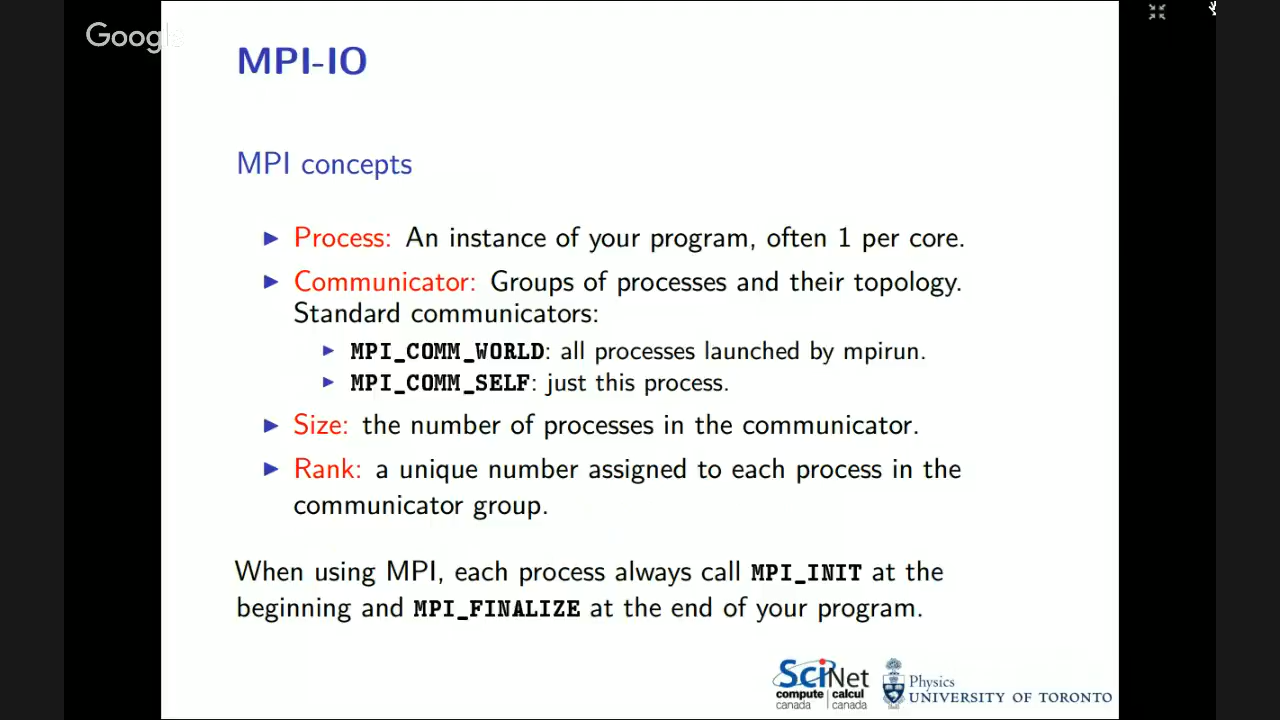 Google
MPI-IO
MPI concepts
Process: An instance of your program, often 1 per core.
Communicator: Groups of processes and their topology.
Standard communicators:
MPI_COMM_WORLD: all processes launched by mpirun.
MPI_COMM_SELF: just this process.
Size: the number of processes in the communicator.
Rank: a unique number assigned to each process in the
communicator group.
When using MPI, each process always call MPI_INIT at the
beginning and MPI_FINALIZE at the end of your program.
SciNet
compute | calcul
canada | canada
Physics
UNIVERSITY OF TORONTO